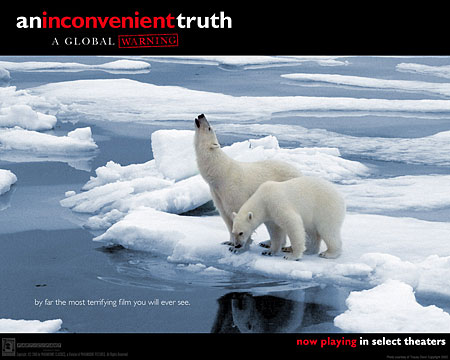 aninconvenienttruth
A GLOBAL WARNING
by far the most terrifying film you will ever see.
now playing in select theaters